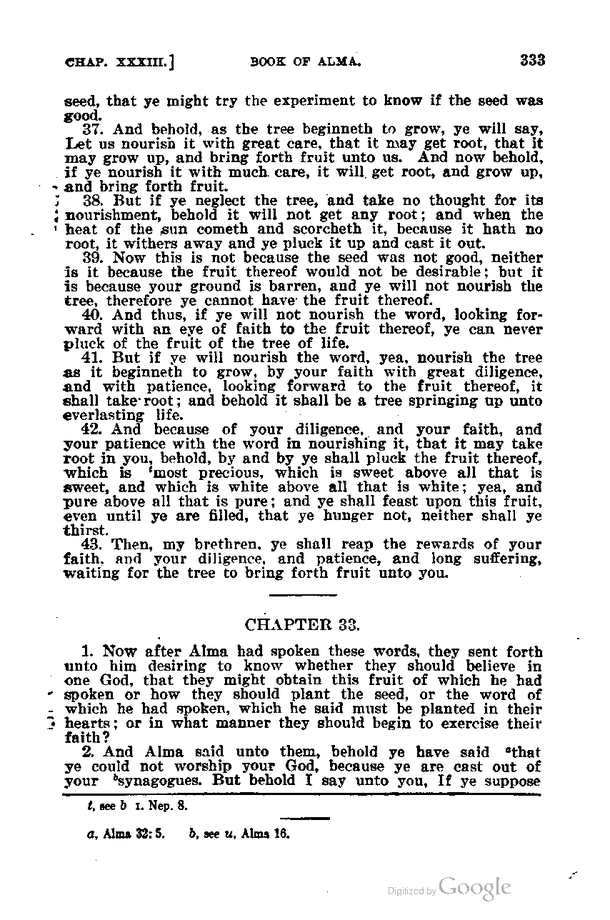 CHAP. XXXIII.] BOOK OF ALMA. 333
seed, that ye might try the experiment to know if the seed was
good.
37. And behold, as the tree beginneth to grow, ye will say,
Let us nourish it with great care, that it may get root, that it
may grow up, and bring forth fruit unto us. And now behold,
if ye nourish it with much care, it will get root, and grow up,
and bring forth fruit.
38. But if ye neglect the tree, and take no thought for its
nourishment, behold it will not get any root; and when the
heat of the sun cometh and scorcheth it, because it hath no
root, it withers away and ye pluck it up and cast it out.
39. Now this is not because the seed was not good, neither
is it because the fruit thereof would not be desirable; but it
is because your ground is barren, and ye will not nourish the
tree, therefore ye cannot have the fruit thereof.
40. And thus, if ye will not nourish the word, looking for-
ward with an eye of faith to the fruit thereof, ye can never
pluck of the fruit of the tree of life.
41. But if ye will nourish the word, yea, nourish the tree
as it beginneth to grow, by your faith with great diligence,
and with patience, looking forward to the fruit thereof, it
shall take root; and behold it shall be a tree springing up unto
everlasting life.
42. And because of your diligence, and your faith, and
your patience with the word in nourishing it, that it may take
root in you, behold, by and by ye shall pluck the fruit thereof,
which is ᵗmost precious, which is sweet above all that is
sweet, and which is white above all that is white; yea, and
pure above all that is pure; and ye shall feast upon this fruit,
even until ye are filled, that ye hunger not, neither shall ye
thirst.
43. Then, my brethren, ye shall reap the rewards of your
faith, and your diligence, and patience, and long suffering,
waiting for the tree to bring forth fruit unto you.
CHAPTER 33.
1. Now after Alma had spoken these words, they sent forth
unto him desiring to know whether they should believe in
one God, that they might obtain this fruit of which he had
spoken or how they should plant the seed, or the word of
which he had spoken, which he said must be planted in their
hearts; or in what manner they should begin to exercise their
faith?
2. And Alma said unto them, behold ye have said ᵃthat
ye could not worship your God, because ye are cast out of
your ᵇsynagogues. But behold I say unto you, If ye suppose
t, see b I. Nep. 8.
a, Alma 32:5. b, see u, Alma 16.
Digitized by Google